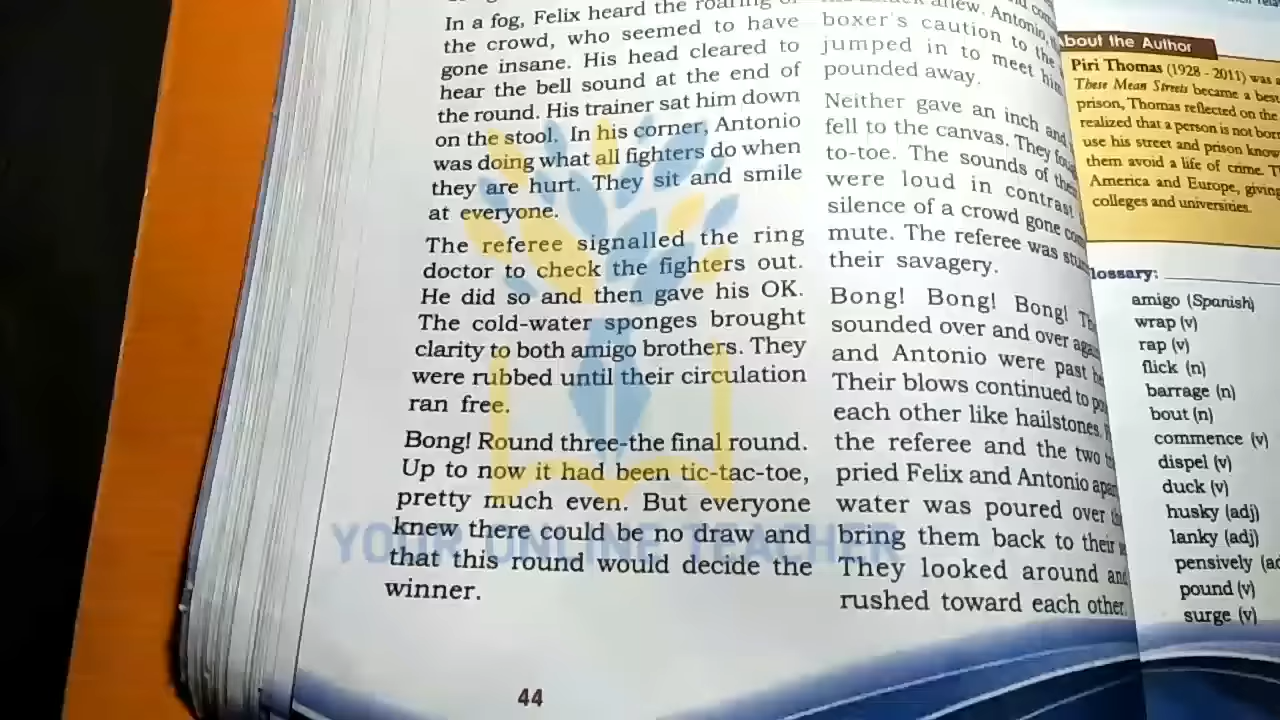 In a fog, Felix heard the roaring
the crowd, who seemed to have
gone insane. His head cleared to
hear the bell sound at the end of
the round. His trainer sat him down
on the stool. In his corner, Antonio
was doing what all fighters do when
they are hurt. They sit and smile
at everyone.
The referee signalled the ring
doctor to check the fighters out.
He did so and then gave his OK.
The cold-water sponges brought
clarity to both amigo brothers. They
were rubbed until their circulation
ran free.
Bong! Round three-the final round.
Up to now it had been tic-tac-toe,
pretty much even. But everyone
knew there could be no draw and
that this round would decide the
winner.
44
anew. Antonio,
boxer's caution to the
jumped in to meet him
pounded away.
Neither gave an inch and
fell to the canvas. They
to-toe. The sounds of
were loud in contrast
silence of a crowd gone
mute. The referee was
their savagery.
Bong! Bong! Bong!
sounded over and over
and Antonio were past
Their blows continued to
each other like hailstones.
the referee and the two
pried Felix and Antonio
water was poured over
bring them back to their
They looked around and
rushed toward each other.
bout the Author
Piri Thomas (1928 - 2011) was
These Mean Streets became a
prison, Thomas reflected on the
realized that a person is not
use his street and prison
them avoid a life of crime.
America and Europe, giving
colleges and universities.
lossary:
amigo (Spanish)
wrap (v)
rap (v)
flick (n)
barrage (n)
bout (n)
commence (v)
dispel (v)
duck (v)
husky (adj)
lanky (adj)
pensively
pound (v)
surge (v)
YOUR ONLINE TEACHER